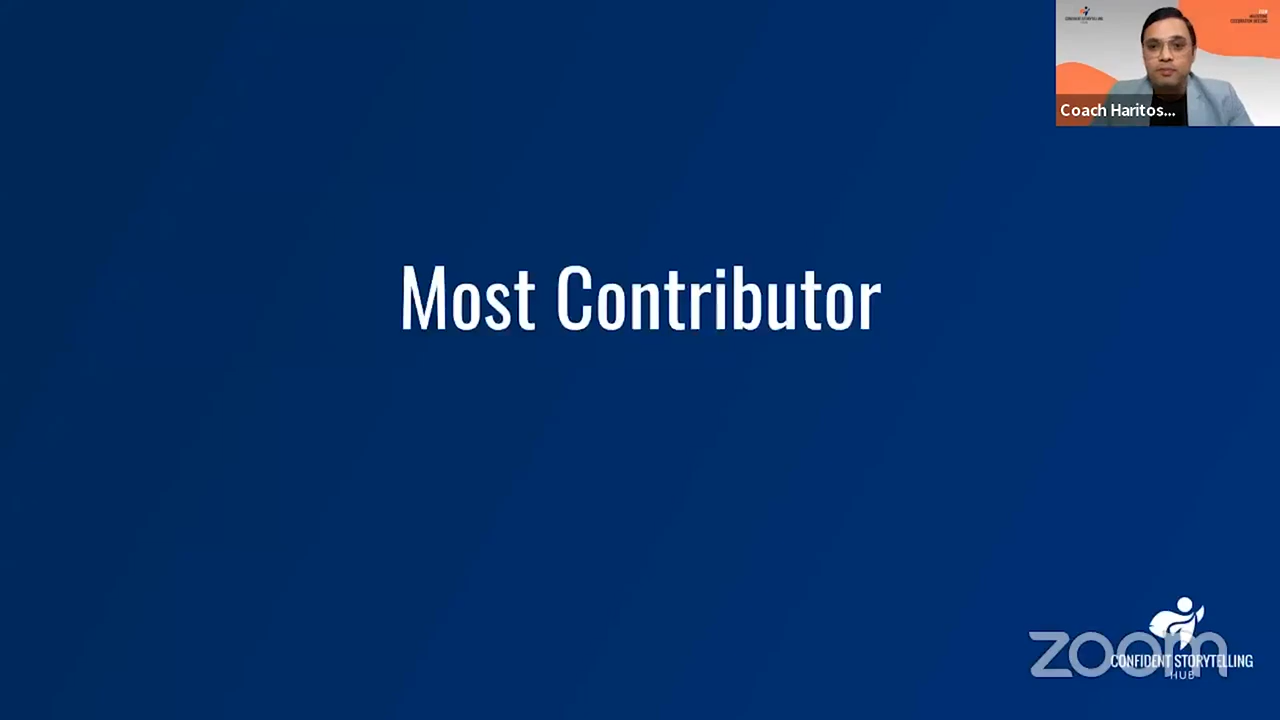 Coach Haritos...
Most Contributor
zoom
CONFIDENT STORYTELLING
HUB